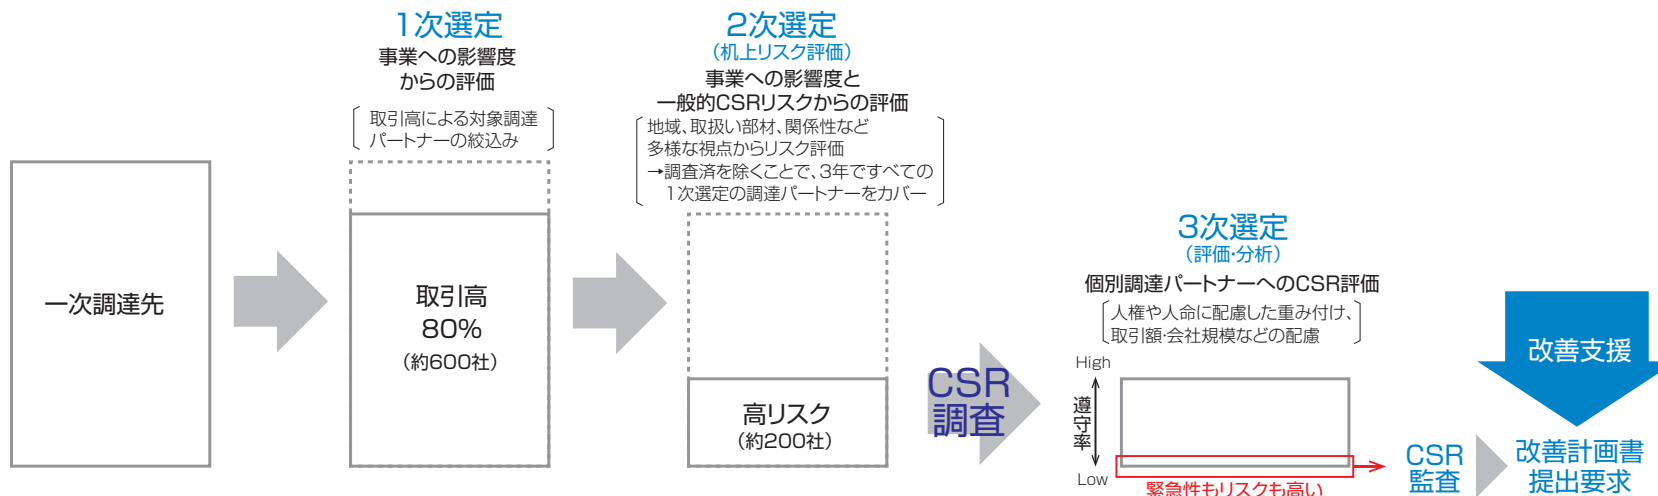 一次調達先
1次選定
事業への影響度
からの評価
取引高による対象調達
パートナーの絞込み
取引高
80%
(約600社)
2次選定
(机上リスク評価)
事業への影響度と
一般的CSRリスクからの評価
地域、取扱い部材、関係性など
多様な視点からリスク評価
→調査済を除くことで、3年ですべての
1次選定の調達パートナーをカバー
高リスク
(約200社)
CSR
調査
3次選定
(評価・分析)
個別調達パートナーへのCSR評価
人権や人命に配慮した重み付け、
取引額・会社規模などの配慮
High
遵守率
Low
緊急性もリスクも高い
CSR
監査
改善支援
改善計画書
提出要求